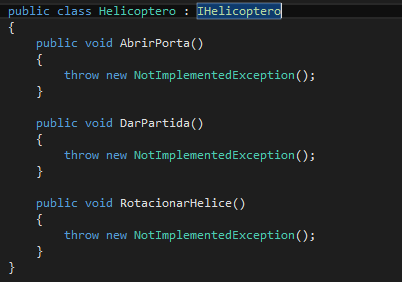 public class Helicoptero : IHelicoptero
{
    public void AbrirPorta()
    {
        throw new NotImplementedException();
    }

    public void DarPartida()
    {
        throw new NotImplementedException();
    }

    public void RotacionarHelice()
    {
        throw new NotImplementedException();
    }
}